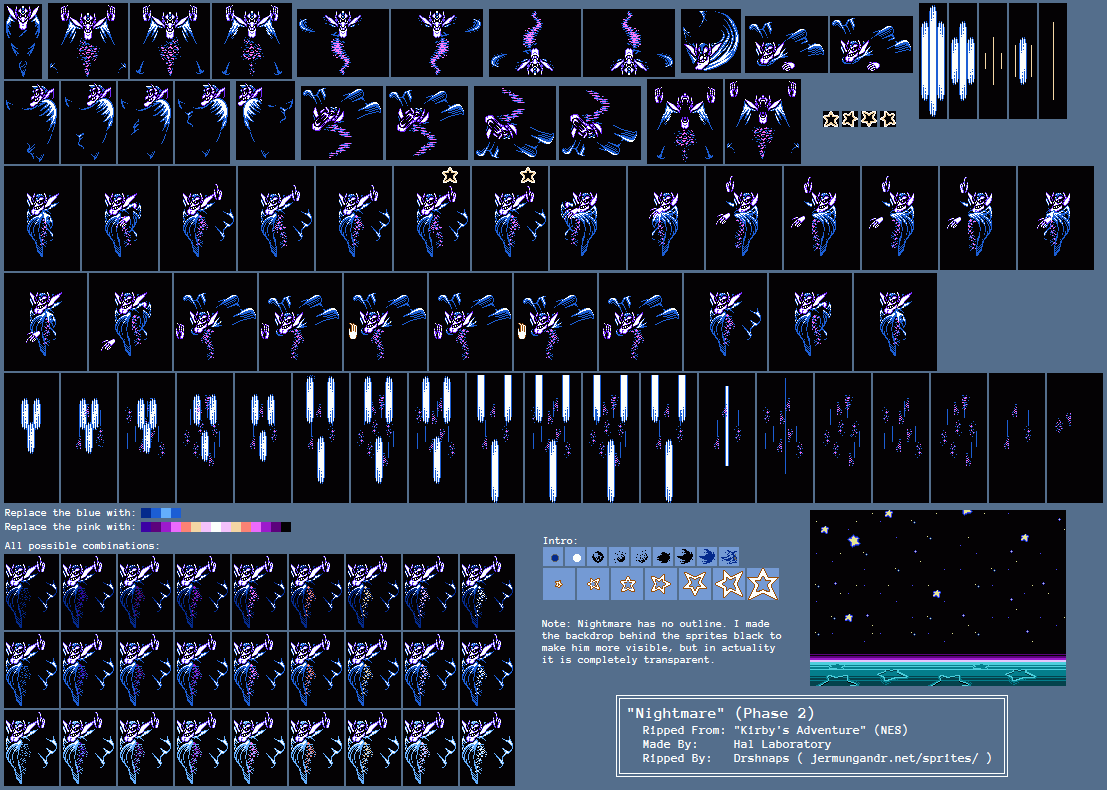 Replace the blue with:
Replace the pink with:
All possible combinations:
Intro:
Note: Nightmare has no outline. I made
the backdrop behind the sprites black to
make him more visible, but in actuality
it is completely transparent.
"Nightmare" (Phase 2)
Ripped From: "Kirby's Adventure" (NES)
Made By: Hal Laboratory
Ripped By: Drshnaps ( jermungandr.net/sprites/ )